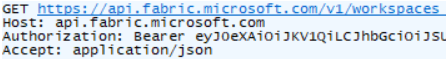 GET https://api.fabric.microsoft.com/v1/workspaces
Host: api.fabric.microsoft.com
Authorization: Bearer eyJ0eXAiOiJKV1QiLCJhbGciOiJSU
Accept: application/json